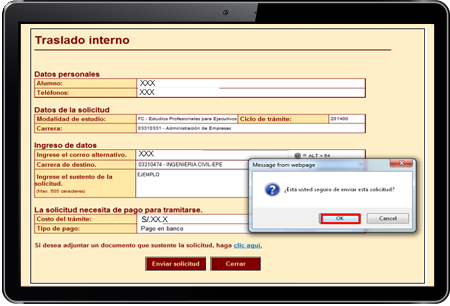 Traslado interno
Datos personales
Alumno: XXX
Teléfonos: XXX
Datos de la solicitud
Modalidad de estudio: FC - Estudios Profesionales para Ejecutivos Ciclo de trámite: 201400
Carrera: 03310331 - Administración de Empresas
Ingreso de datos
Ingrese el correo alternativo. XXX @ = ALT + 64
Carrera de destino. 03310474 - INGENIERIA CIVIL-EPE
Ingrese el sustento de la solicitud. EJEMPLO
(Max. 500 caracteres)
Message from webpage
¿Está usted seguro de enviar esta solicitud?
OK Cancel
La solicitud necesita de pago para tramitarse.
Costo del trámite: S/.XX.X
Tipo de pago: Pago en banco
Si desea adjuntar un documento que sustente la solicitud, haga clic aquí.
Enviar solicitud Cerrar